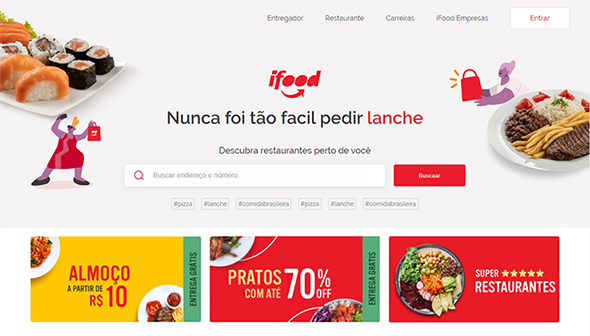 Entregador Restaurante Carreiras iFood Empresas Entrar
ifood
Nunca foi tão facil pedir lanche
Descubra restaurantes perto de você
Buscar endereço e número Buscaar
#pizza #lanche #comidabrasileira #pizza #lanche #comidabrasileira
ALMOÇO
A PARTIR DE
R$ 10
ENTREGA GRÁTIS
PRATOS
COM ATÉ 70% OFF
ENTREGA GRÁTIS
SUPER
RESTAURANTES